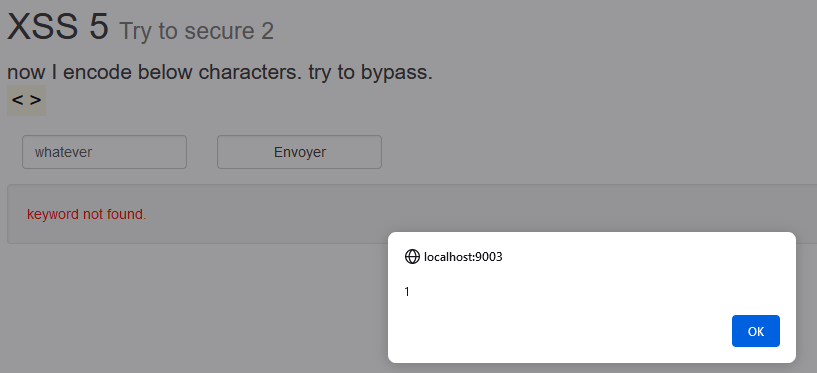 XSS 5 Try to secure 2
now I encode below characters. try to bypass.
< >
whatever
Envoyer
keyword not found.
localhost:9003
1
OK